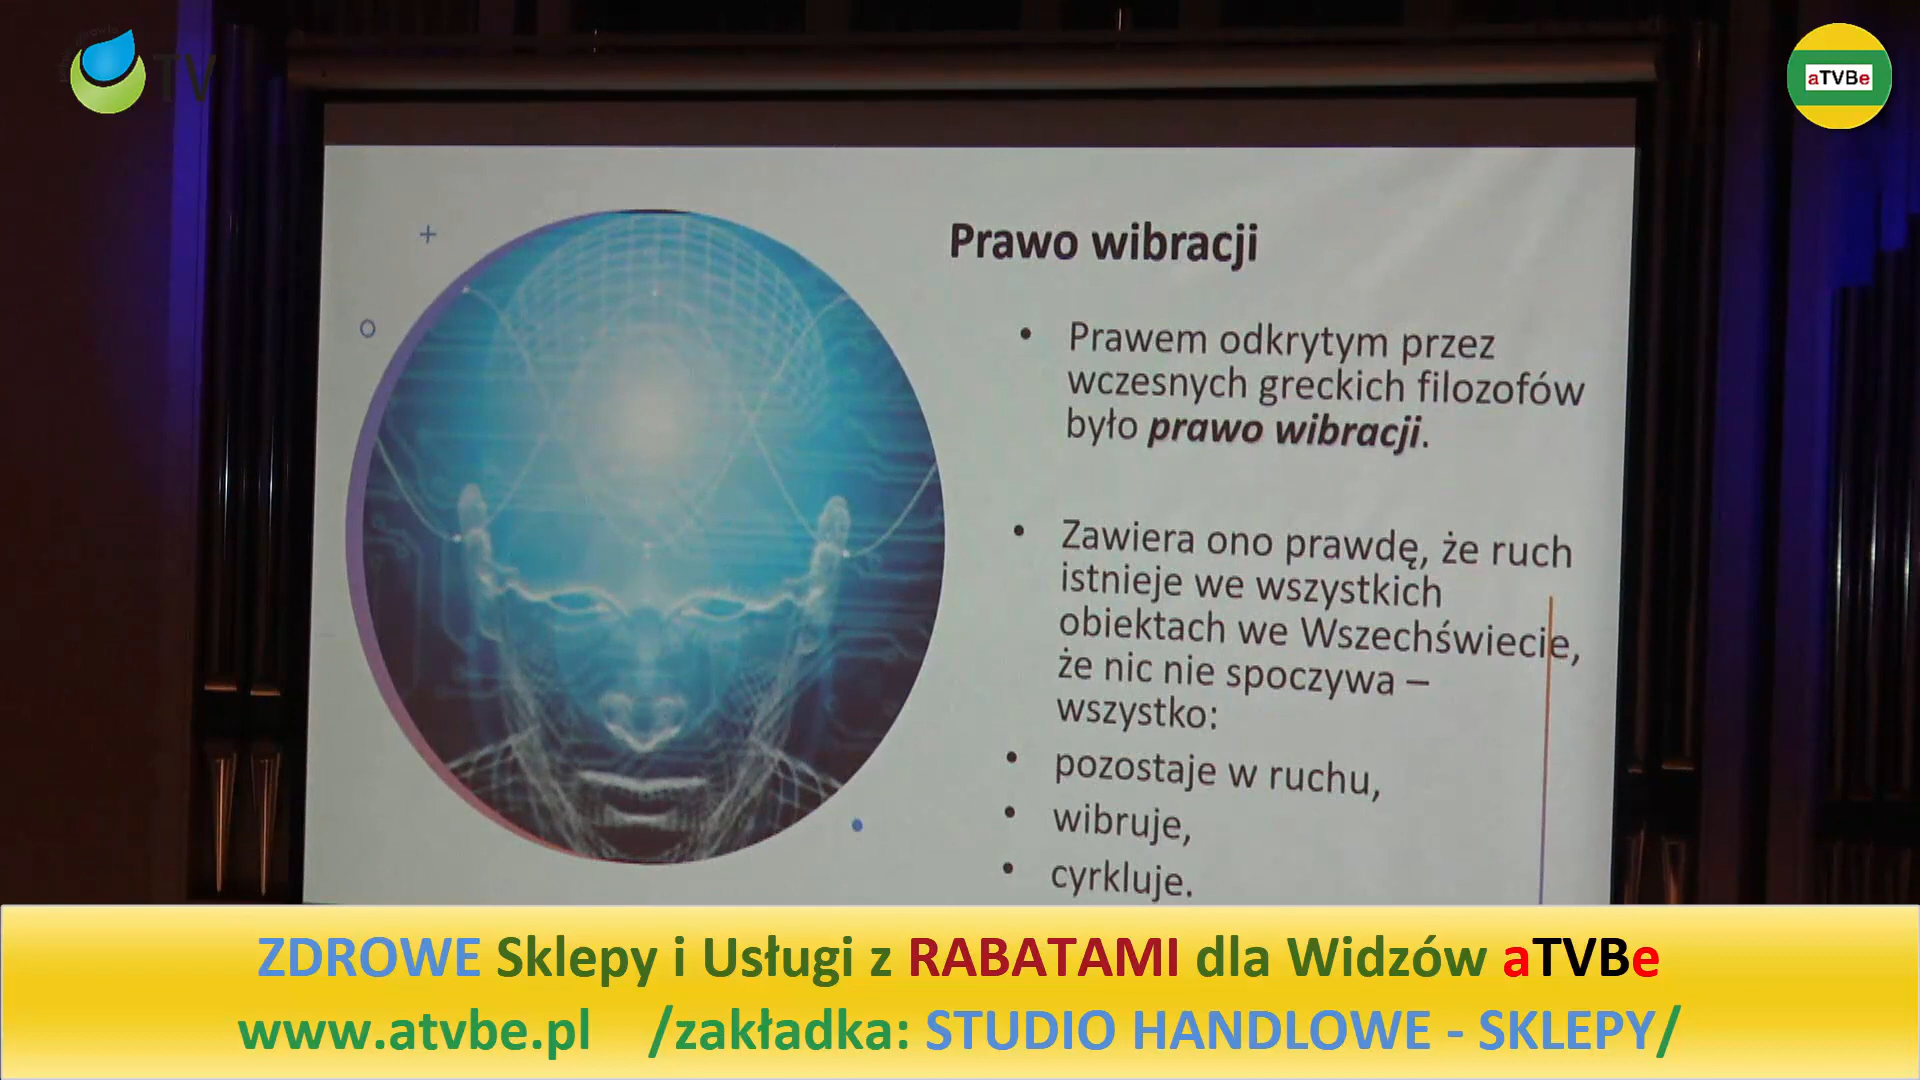 TV
aTVBe
Prawo wibracji
• Prawem odkrytym przez
wczesnych greckich filozofów
było prawo wibracji.
• Zawiera ono prawdę, że ruch
istnieje we wszystkich
obiektach we Wszechświecie,
że nic nie spoczywa –
wszystko:
• pozostaje w ruchu,
• wibruje,
• cyrkluje.
ZDROWE Sklepy i Usługi z RABATAMI dla Widzów aTVBe
www.atvbe.pl /zakładka: STUDIO HANDLOWE - SKLEPY/